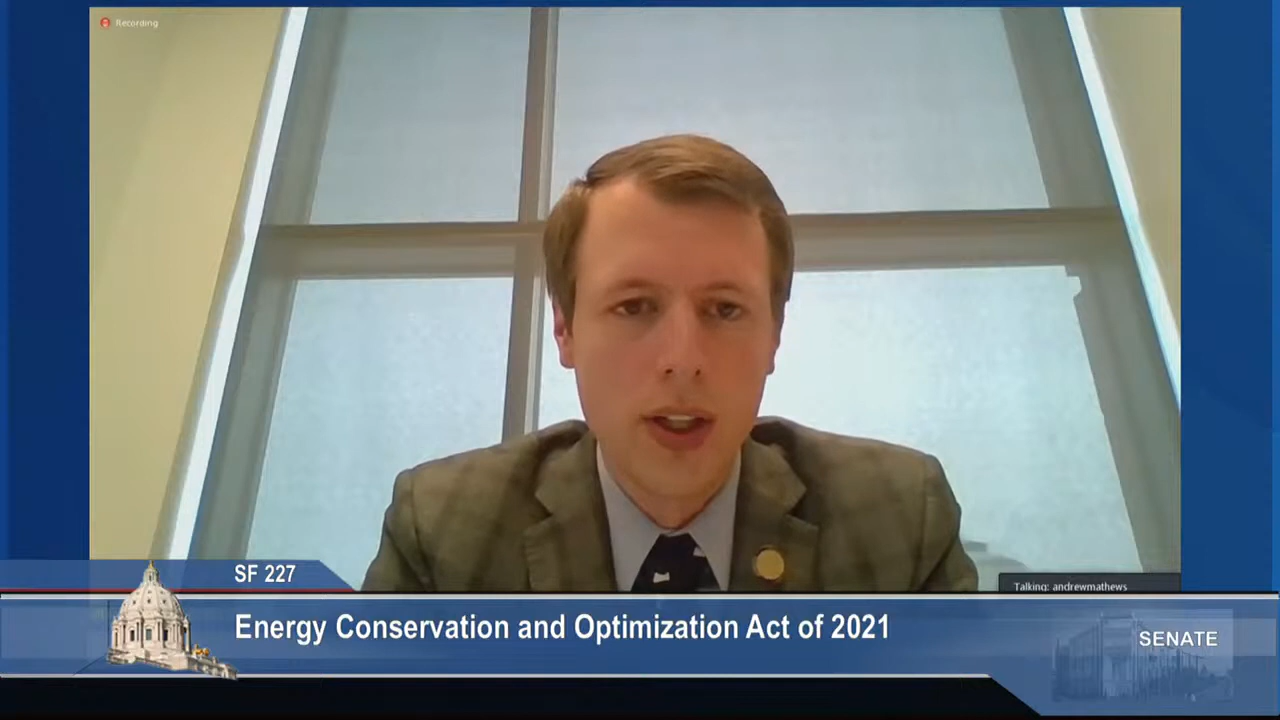 Recording
SF 227
Energy Conservation and Optimization Act of 2021
Talking: andrewmathews
SENATE